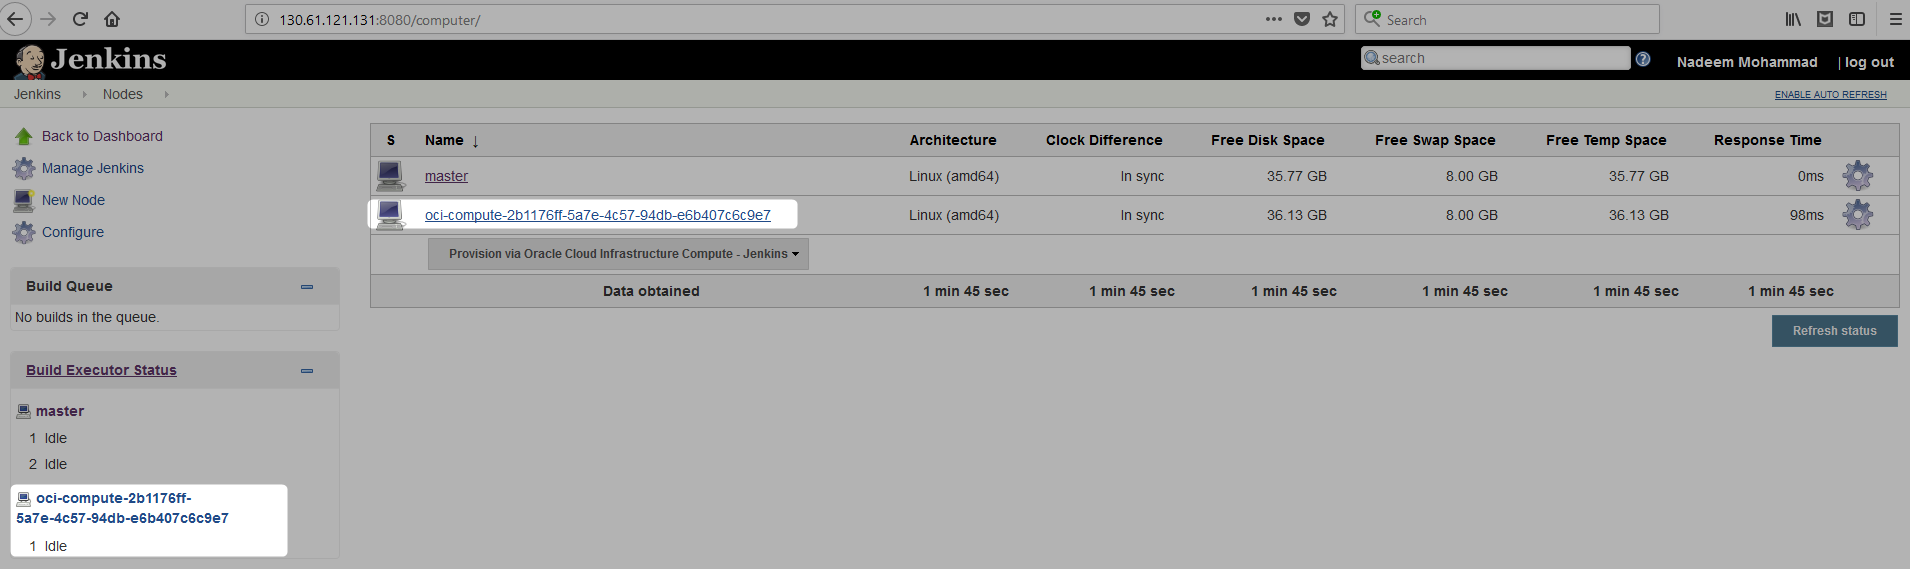 130.61.121.131:8080/computer/
Search
Jenkins
search
Nadeem Mohammad | log out
Jenkins Nodes
ENABLE AUTO REFRESH
Back to Dashboard
Manage Jenkins
New Node
Configure
Build Queue
No builds in the queue.
Build Executor Status
master
1 Idle
2 Idle
oci-compute-2b1176ff-
5a7e-4c57-94db-e6b407c6c9e7
1 Idle
S Name ↓ Architecture Clock Difference Free Disk Space Free Swap Space Free Temp Space Response Time
master Linux (amd64) In sync 35.77 GB 8.00 GB 35.77 GB 0ms
oci-compute-2b1176ff-5a7e-4c57-94db-e6b407c6c9e7 Linux (amd64) In sync 36.13 GB 8.00 GB 36.13 GB 98ms
Provision via Oracle Cloud Infrastructure Compute - Jenkins
Data obtained 1 min 45 sec 1 min 45 sec 1 min 45 sec 1 min 45 sec 1 min 45 sec 1 min 45 sec
Refresh status